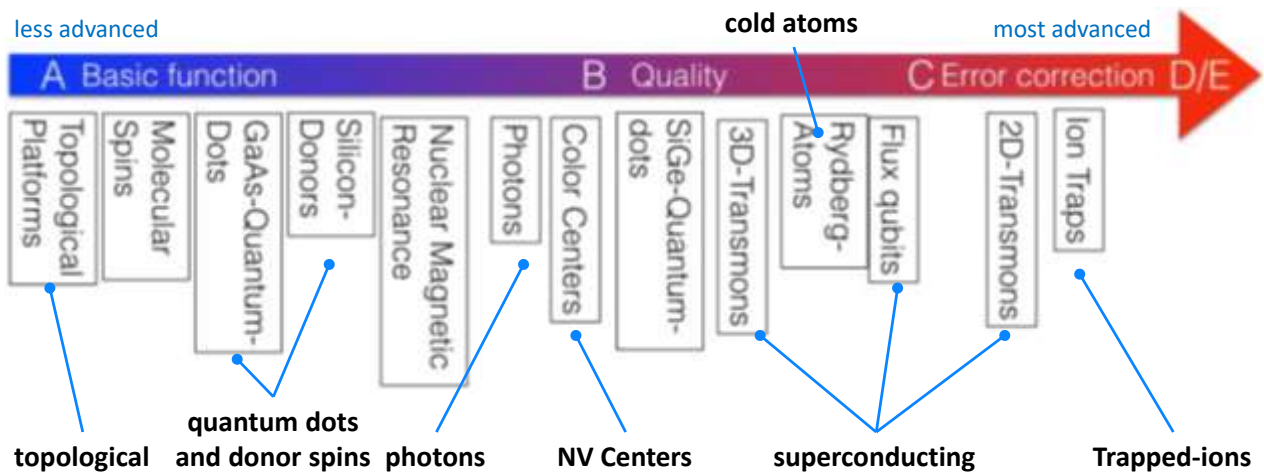 less advanced
cold atoms
most advanced
A Basic function
B Quality
C Error correction D/E
Topological
Platforms
Molecular
Spins
GaAs-Quantum-
Dots
Silicon-
Donors
Nuclear Magnetic
Resonance
Photons
Color Centers
SiGe-Quantum-
dots
3D-Transmons
Rydberg-
Atoms
Flux qubits
2D-Transmons
Ion Traps
topological
quantum dots
and donor spins
photons
NV Centers
superconducting
Trapped-ions